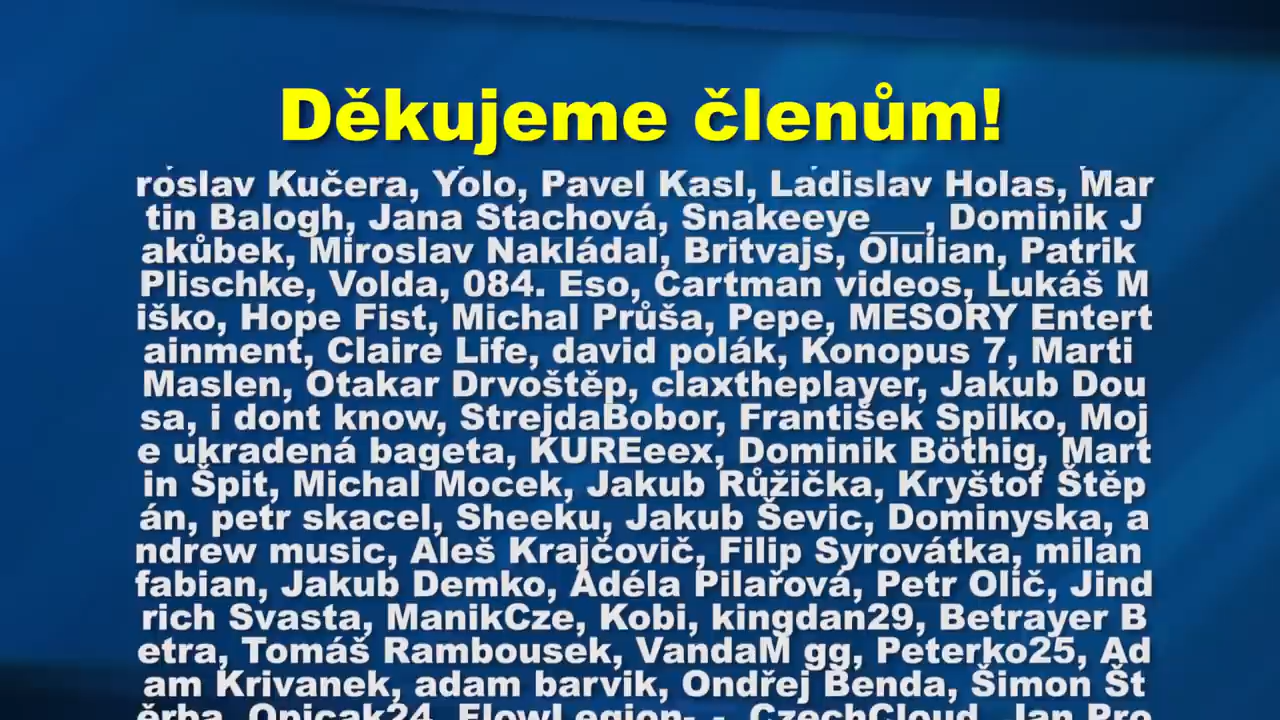 Děkujeme členům!
roslav Kučera, Yolo, Pavel Kasl, Ladislav Holas, Mar
tin Balogh, Jana Stachová, Snakeeye___, Dominik J
akůbek, Miroslav Nakládal, Britvajs, Olulian, Patrik
Plischke, Volda, 084. Eso, Cartman videos, Lukáš M
iško, Hope Fist, Michal Průša, Pepe, MESORY Entert
ainment, Claire Life, david polák, Konopus 7, Marti
Maslen, Otakar Drvoštěp, claxtheplayer, Jakub Dou
sa, i dont know, StrejdaBobor, František Spilko, Moj
e ukradená bageta, KUREeex, Dominik Böthig, Mart
in Špit, Michal Mocek, Jakub Růžička, Kryštof Štěp
án, petr skacel, Sheeku, Jakub Ševic, Dominyska, a
ndrew music, Aleš Krajčovič, Filip Syrovátka, milan
fabian, Jakub Demko, Adéla Pilařová, Petr Olič, Jind
rich Svasta, ManikCze, Kobi, kingdan29, Betrayer B
etra, Tomáš Rambousek, VandaM gg, Peterko25, Ad
am Krivanek, adam barvik, Ondřej Benda, Šimon Št
ěrba, Opicak24, FlowLegion-_-, CzechCloud, Jan Pro